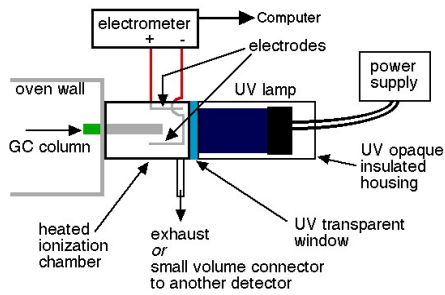 electrometer
+ -
Computer
electrodes
oven wall
UV lamp
power
supply
GC column
UV opaque
insulated
housing
heated
ionization
chamber
exhaust
or
small volume connector
to another detector
UV transparent
window